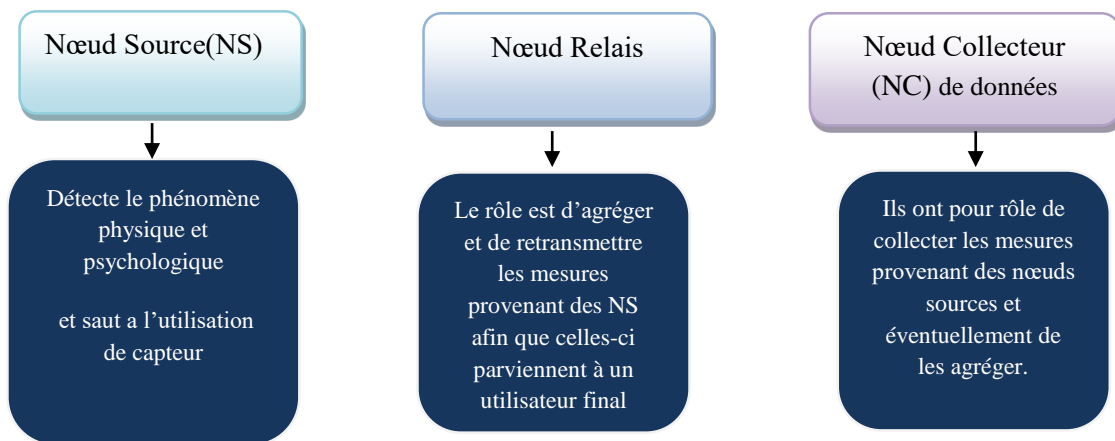 Nœud Source(NS)
Détecte le phénomène
physique et
psychologique
et saut a l’utilisation
de capteur
Nœud Relais
Le rôle est d’agréger
et de retransmettre
les mesures
provenant des NS
afin que celles-ci
parviennent à un
utilisateur final
Nœud Collecteur
(NC) de données
Ils ont pour rôle de
collecter les mesures
provenant des nœuds
sources et
éventuellement de
les agréger.